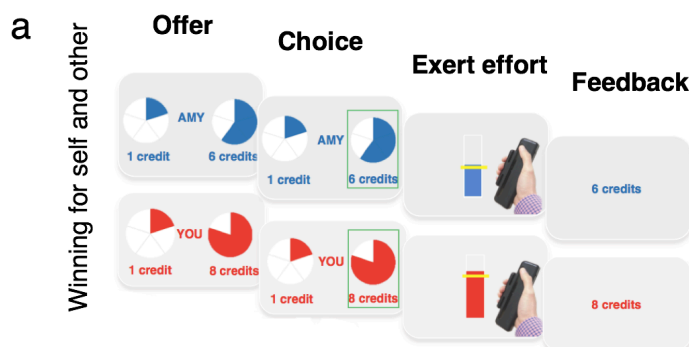 a
Winning for self and other
Offer
Choice
Exert effort
Feedback
AMY
1 credit
6 credits
AMY
1 credit
6 credits
6 credits
YOU
1 credit
8 credits
YOU
1 credit
8 credits
8 credits